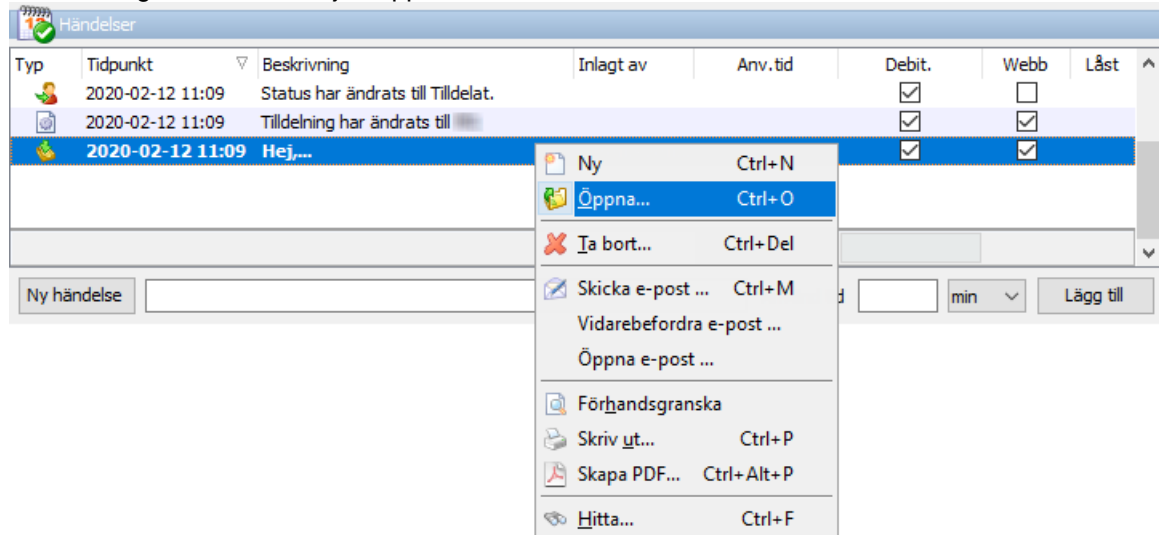 Händelser
Typ Tidpunkt Beskrivning Inlagt av Anv.tid Debit. Webb Låst
2020-02-12 11:09 Status har ändrats till Tilldelat.
2020-02-12 11:09 Tilldelning har ändrats till
2020-02-12 11:09 Hej,...
Ny Ctrl+N
Öppna... Ctrl+O
Ta bort... Ctrl+Del
Skicka e-post ... Ctrl+M
Ny händelse min Lägg till
Vidarebefordra e-post ...
Öppna e-post ...
Förhandsgranska
Skriv ut... Ctrl+P
Skapa PDF... Ctrl+Alt+P
Hitta... Ctrl+F